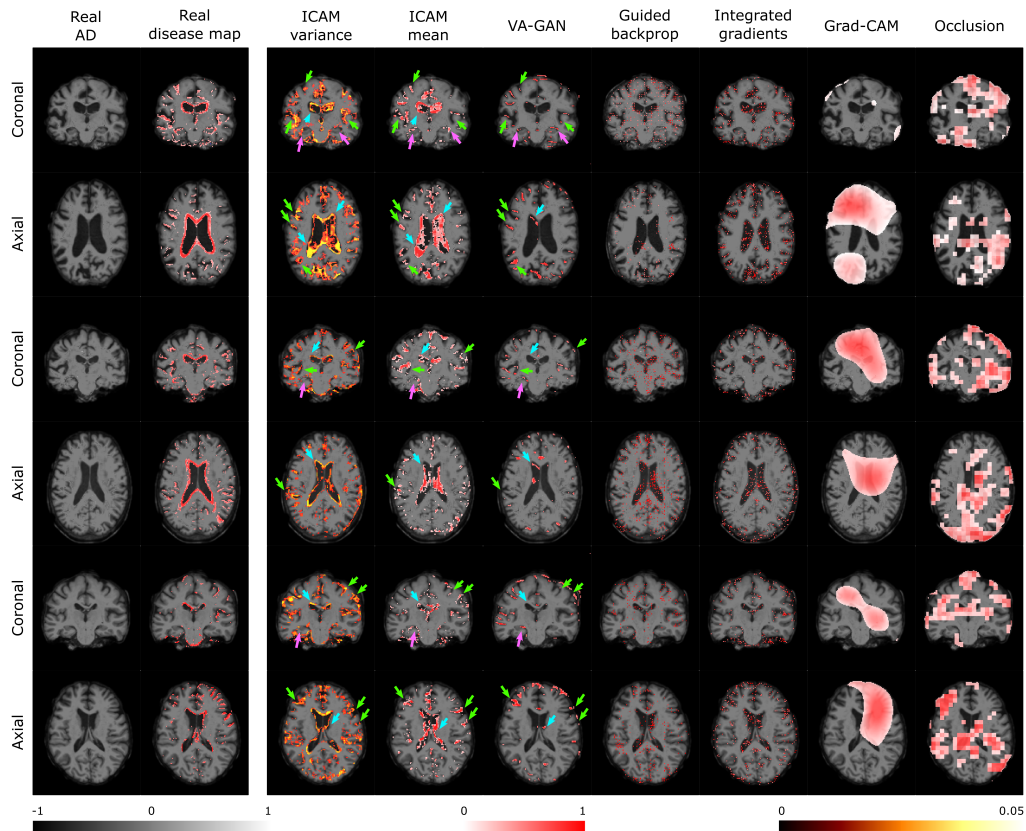 Real
AD
Real
disease map
ICAM
variance
ICAM
mean
VA-GAN
Guided
backprop
Integrated
gradients
Grad-CAM
Occlusion
Coronal
Axial
Coronal
Axial
Coronal
Axial
-1 0 1
0 1
0 0.05